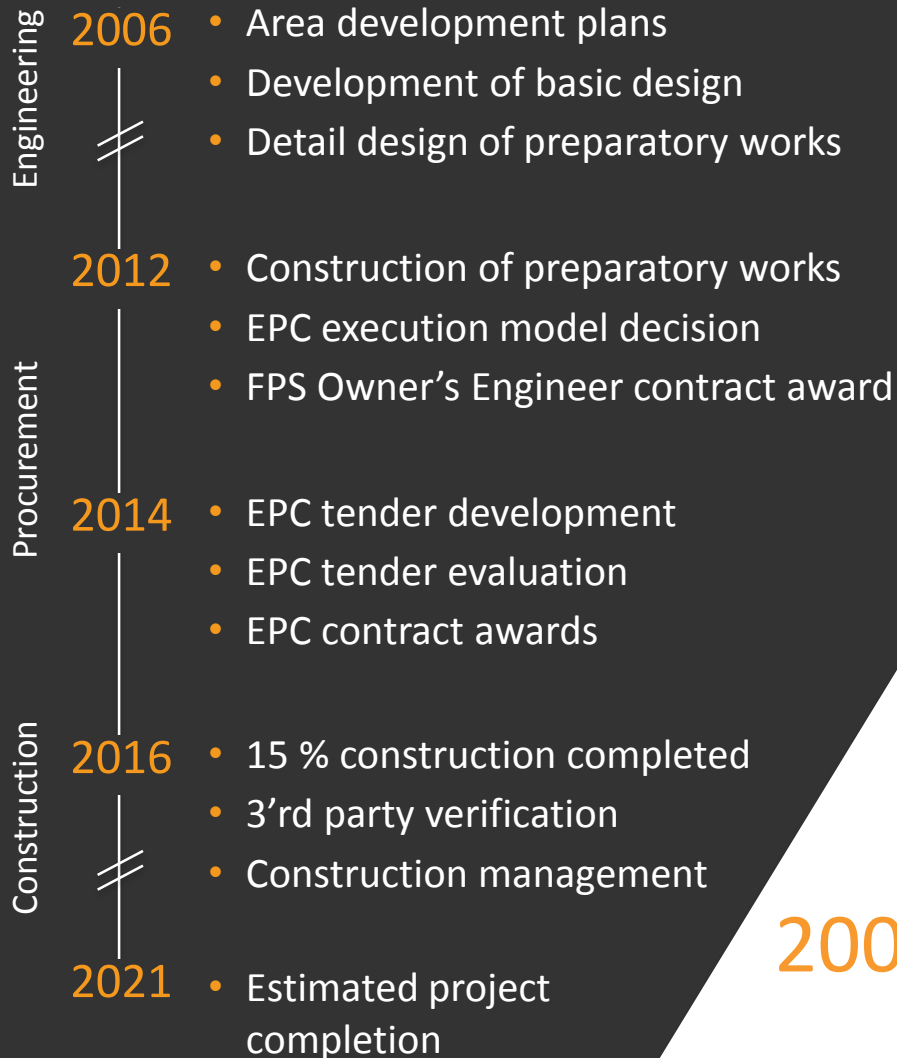 Engineering
2006
• Area development plans
• Development of basic design
• Detail design of preparatory works
Procurement
2012
• Construction of preparatory works
• EPC execution model decision
• FPS Owner’s Engineer contract award
2014
• EPC tender development
• EPC tender evaluation
• EPC contract awards
Construction
2016
• 15 % construction completed
• 3’rd party verification
• Construction management
2021
• Estimated project
completion
200